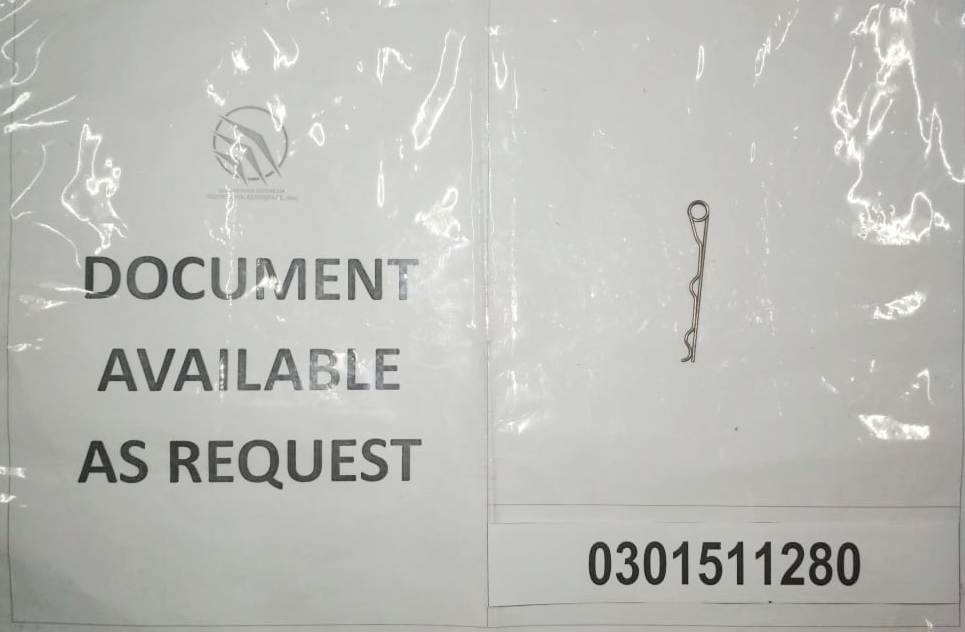 DOCUMENT
AVAILABLE
AS REQUEST
0301511280